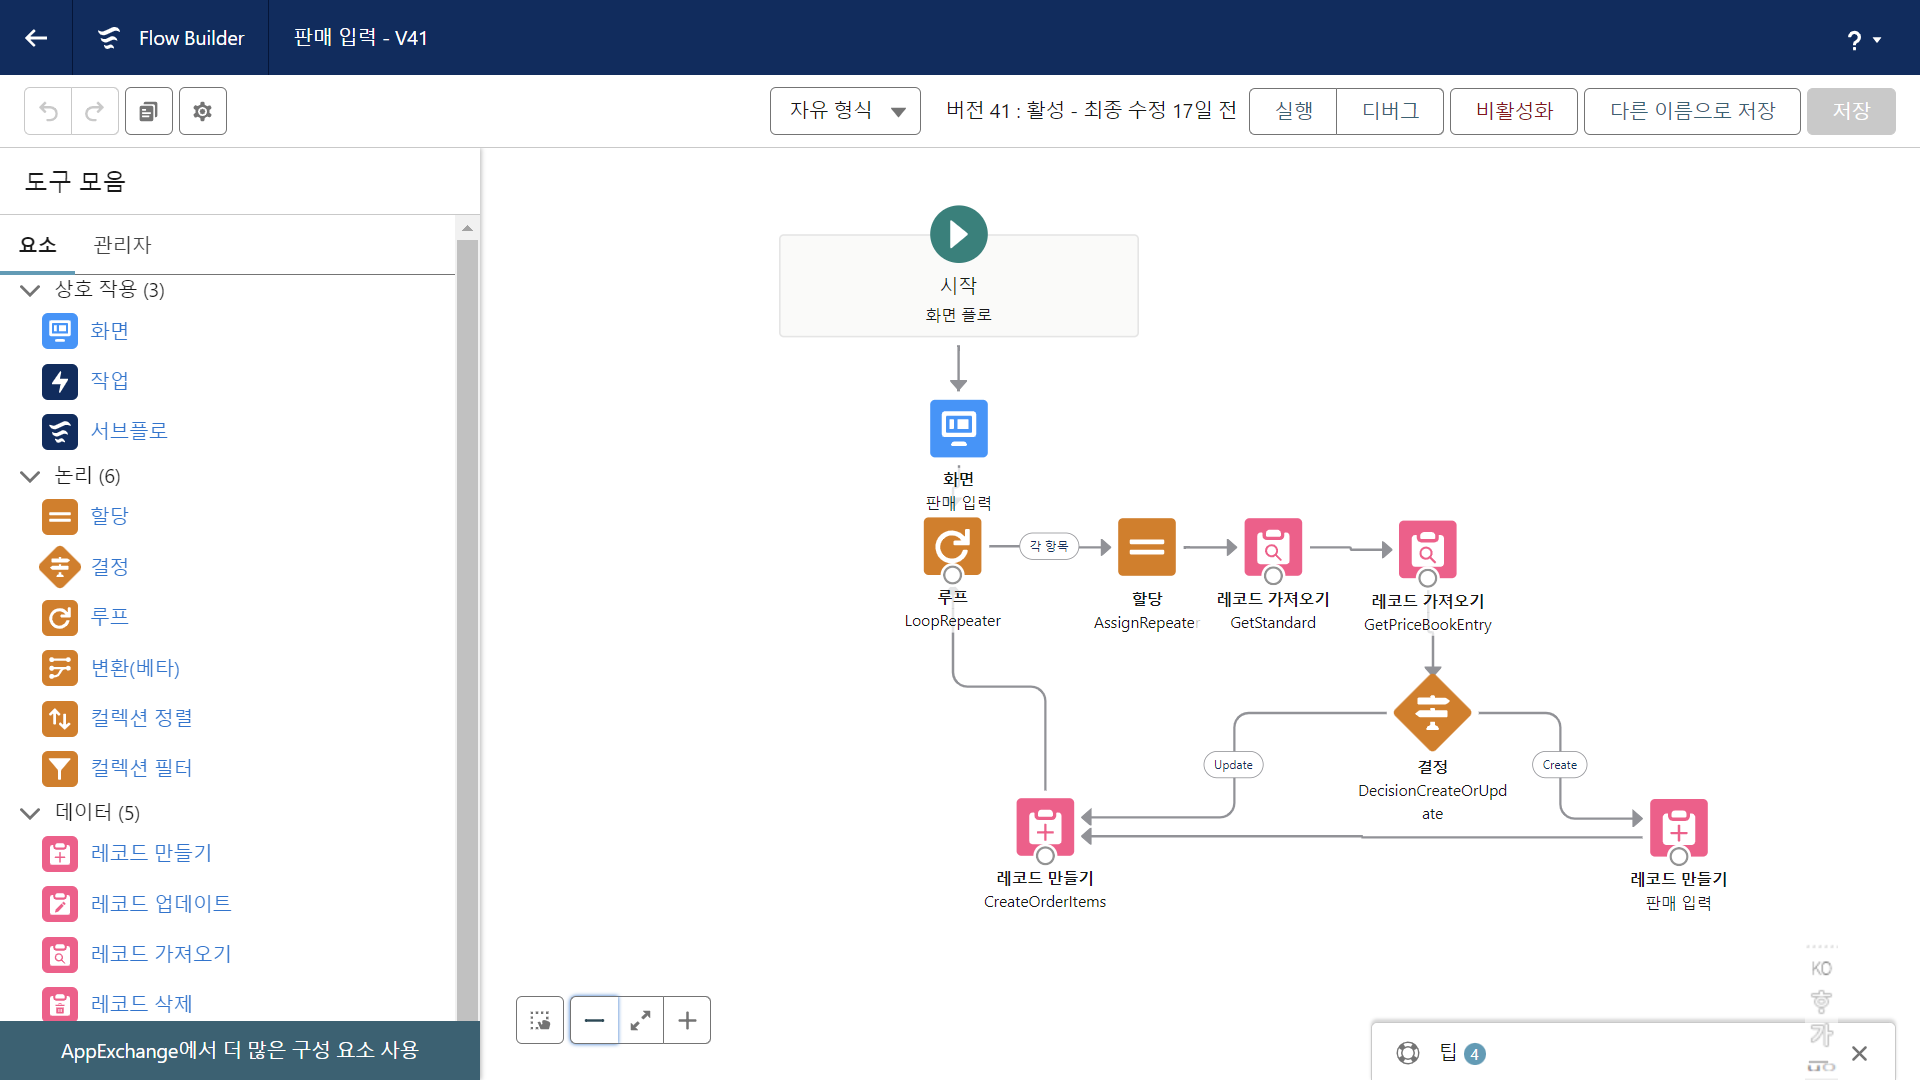 Flow Builder
판매 입력 - V41
?
자유 형식
버전 41 : 활성 - 최종 수정 17일 전
실행
디버그
비활성화
다른 이름으로 저장
저장
도구 모음
요소
관리자
상호 작용 (3)
화면
작업
서브플로
논리 (6)
할당
결정
루프
변환(베타)
컬렉션 정렬
컬렉션 필터
데이터 (5)
레코드 만들기
레코드 업데이트
레코드 가져오기
레코드 삭제
AppExchange에서 더 많은 구성 요소 사용
시작
화면 플로
화면
판매 입력
각 항목
루프
LoopRepeater
할당
AssignRepeater
레코드 가져오기
GetStandard
레코드 가져오기
GetPriceBookEntry
Update
Create
결정
DecisionCreateOrUpd
ate
레코드 만들기
CreateOrderItems
레코드 만들기
판매 입력
KO
가
팁 4